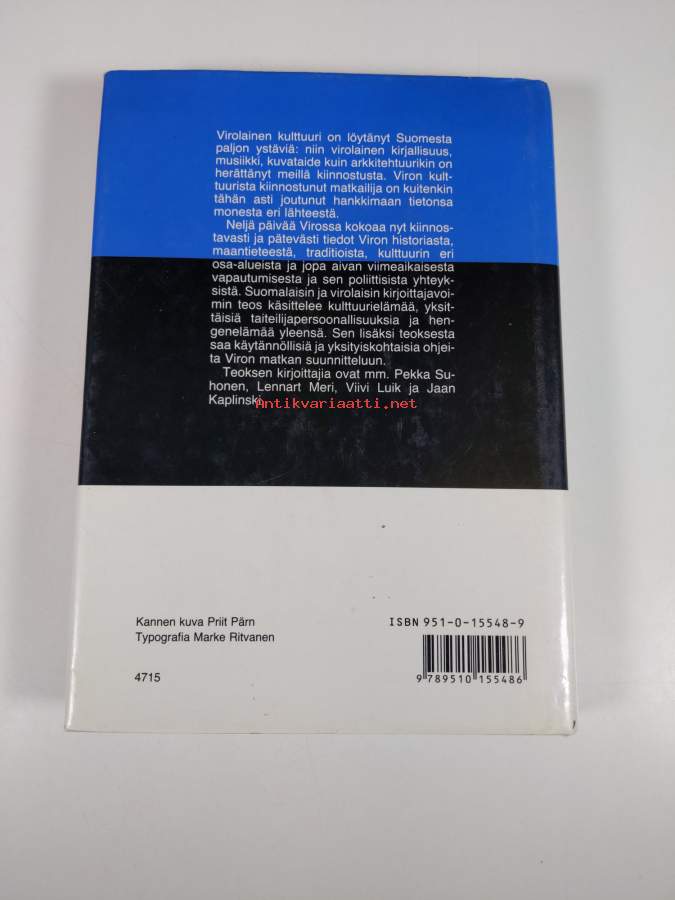 Virolainen kulttuuri on löytänyt Suomesta
paljon ystäviä: niin virolainen kirjallisuus,
musiikki, kuvataide kuin arkkitehtuurikin on
herättänyt meillä kiinnostusta. Viron kult-
tuurista kiinnostunut matkailija on kuitenkin
tähän asti joutunut hankkimaan tietonsa
monesta eri lähteestä.
Neljä päivää Virossa kokoaa nyt kiinnos-
tavasti ja pätevästi tiedot Viron historiasta,
maantieteestä, traditioista, kulttuurin eri
osa-alueista ja jopa aivan viimeaikaisesta
vapautumisesta ja sen poliittisista yhteyk-
sistä. Suomalaisin ja virolaisin kirjoittajavoi-
min teos käsittelee kulttuurielämää, yksit-
täisiä taiteilijapersoonallisuuksia ja hen-
genelämää yleensä. Sen lisäksi teoksesta
saa käytännöllisiä ja yksityiskohtaisia ohjei-
ta Viron matkan suunnitteluun.
Teoksen kirjoittajia ovat mm. Pekka Su-
honen, Lennart Meri, Viivi Luik ja Jaan
Kaplinski.
Antikvariaatti.net
Kannen kuva Priit Pärn
Typografia Marke Ritvanen
4715
ISBN 951-0-15548-9
9 789510 155486